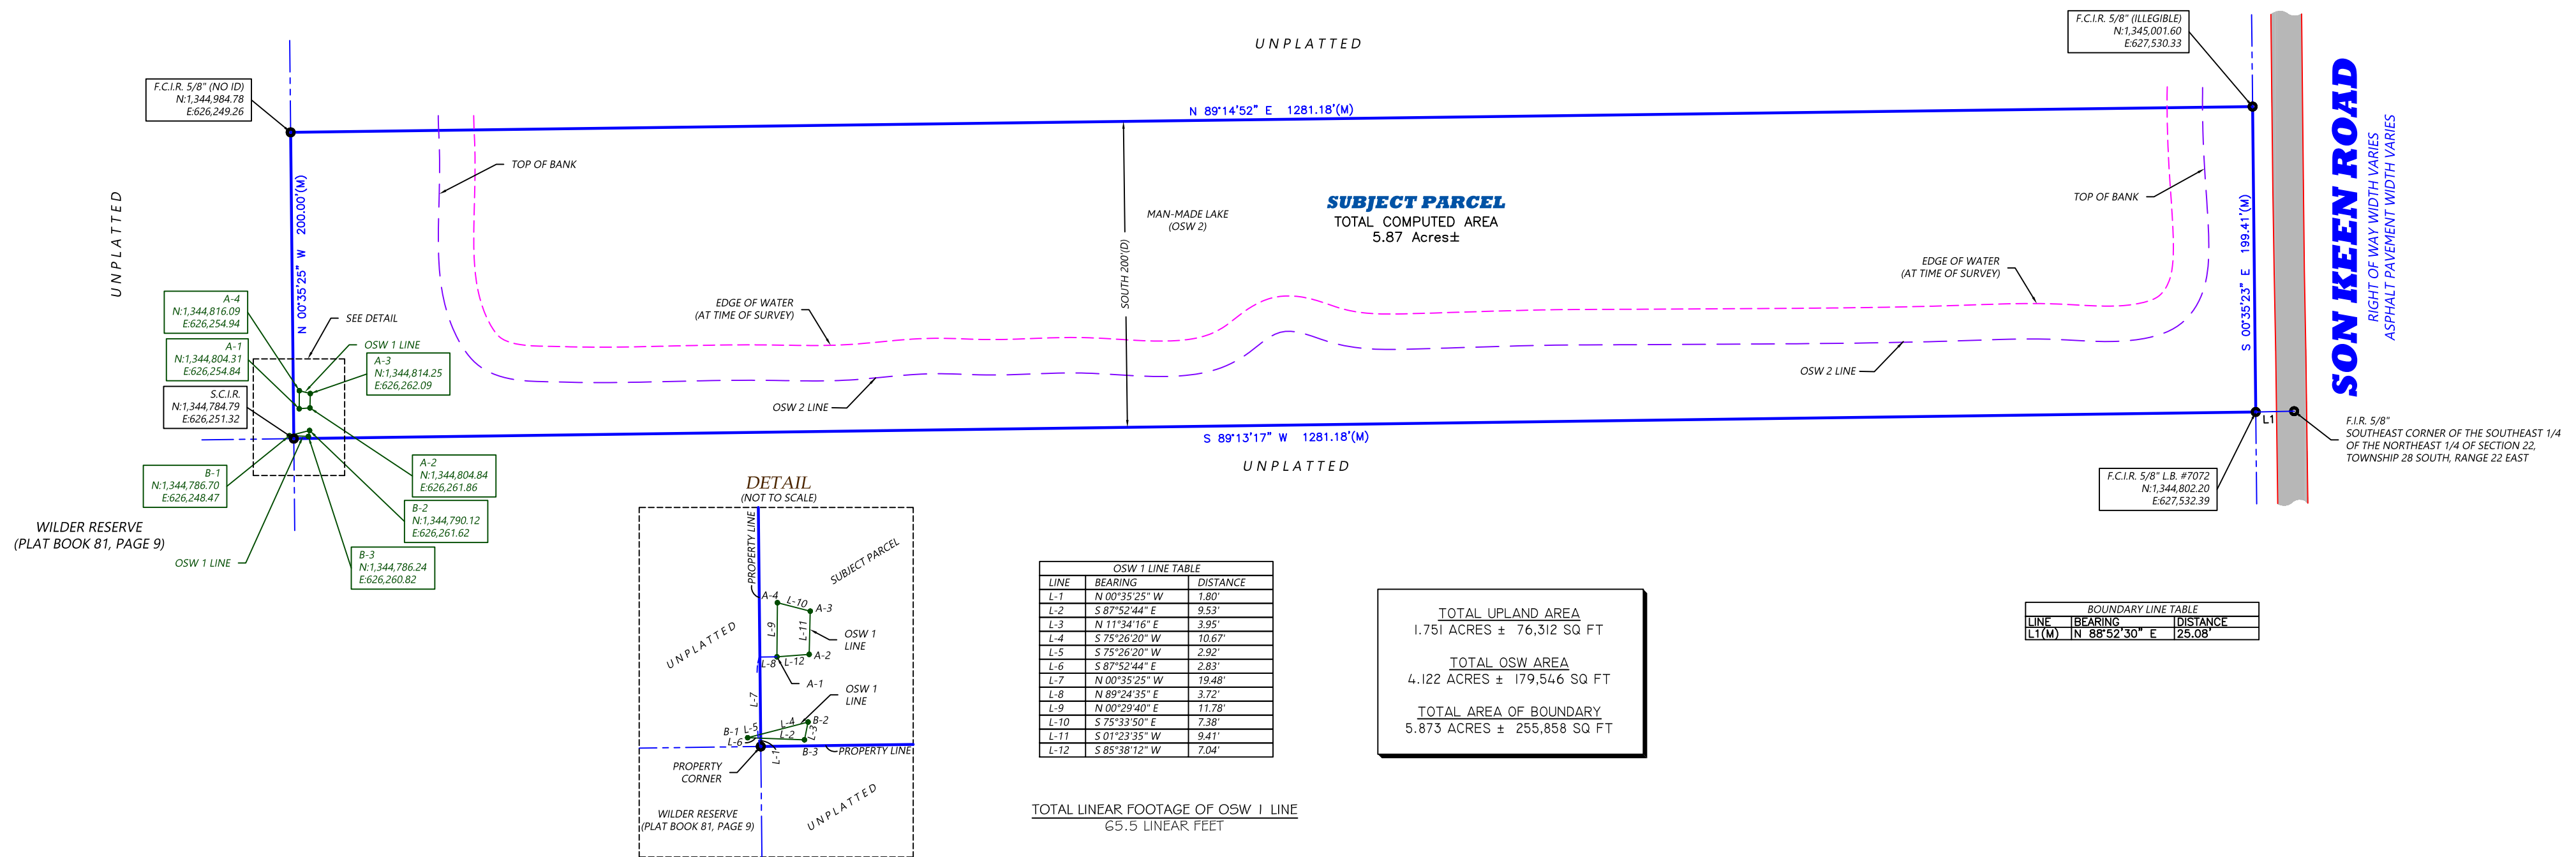 UNPLATTED
F.C.I.R. 5/8" (ILLEGIBLE)
N:1,345,001.60
E:627,530.33
F.C.I.R. 5/8" (NO ID)
N:1,344,984.78
E:626,249.26
N 89°14'52" E 1281.18'(M)
SON KEEN ROAD
RIGHT OF WAY WIDTH VARIES
ASPHALT PAVEMENT WIDTH VARIES
TOP OF BANK
TOP OF BANK
UNPLATTED
N 00°35'25" W 200.00'(M)
SUBJECT PARCEL
TOTAL COMPUTED AREA
5.87 Acres±
MAN-MADE LAKE
(OSW 2)
SOUTH 200'(D)
S 00°35'23" E 199.41'(M)
EDGE OF WATER
(AT TIME OF SURVEY)
EDGE OF WATER
(AT TIME OF SURVEY)
A-4
N:1,344,816.09
E:626,254.94
SEE DETAIL
OSW 1 LINE
A-1
N:1,344,804.31
E:626,254.84
A-3
N:1,344,814.25
E:626,262.09
S.C.I.R.
N:1,344,784.79
E:626,251.32
OSW 2 LINE
OSW 2 LINE
L1
F.I.R. 5/8"
SOUTHEAST CORNER OF THE SOUTHEAST 1/4
OF THE NORTHEAST 1/4 OF SECTION 22,
TOWNSHIP 28 SOUTH, RANGE 22 EAST
S 89°13'17" W 1281.18'(M)
UNPLATTED
B-1
N:1,344,786.70
E:626,248.47
A-2
N:1,344,804.84
E:626,261.86
B-2
N:1,344,790.12
E:626,261.62
B-3
N:1,344,786.24
E:626,260.82
F.C.I.R. 5/8" L.B. #7072
N:1,344,802.20
E:627,532.39
WILDER RESERVE
(PLAT BOOK 81, PAGE 9)
OSW 1 LINE
DETAIL
(NOT TO SCALE)
PROPERTY LINE
SUBJECT PARCEL
A-4
L-10
A-3
L-9
L-11
OSW 1
LINE
UNPLATTED
L-8
L-12
A-2
A-1
L-7
OSW 1
LINE
B-1
L-5
L-4
B-2
L-6
L-2
L-3
B-3
PROPERTY LINE
L-1
PROPERTY
CORNER
WILDER RESERVE
(PLAT BOOK 81, PAGE 9)
UNPLATTED
OSW 1 LINE TABLE
LINE BEARING DISTANCE
L-1 N 00°35'25" W 1.80'
L-2 S 87°52'44" E 9.53'
L-3 N 11°34'16" E 3.95'
L-4 S 75°26'20" W 10.67'
L-5 S 75°26'20" W 2.92'
L-6 S 87°52'44" E 2.83'
L-7 N 00°35'25" W 19.48'
L-8 N 89°24'35" E 3.72'
L-9 N 00°29'40" E 11.78'
L-10 S 75°33'50" E 7.38'
L-11 S 01°23'35" W 9.41'
L-12 S 85°38'12" W 7.04'
TOTAL LINEAR FOOTAGE OF OSW 1 LINE
65.5 LINEAR FEET
TOTAL UPLAND AREA
1.751 ACRES ± 76,312 SQ FT
TOTAL OSW AREA
4.122 ACRES ± 179,546 SQ FT
TOTAL AREA OF BOUNDARY
5.873 ACRES ± 255,858 SQ FT
BOUNDARY LINE TABLE
LINE BEARING DISTANCE
L1(M) N 88°52'30" E 25.08'